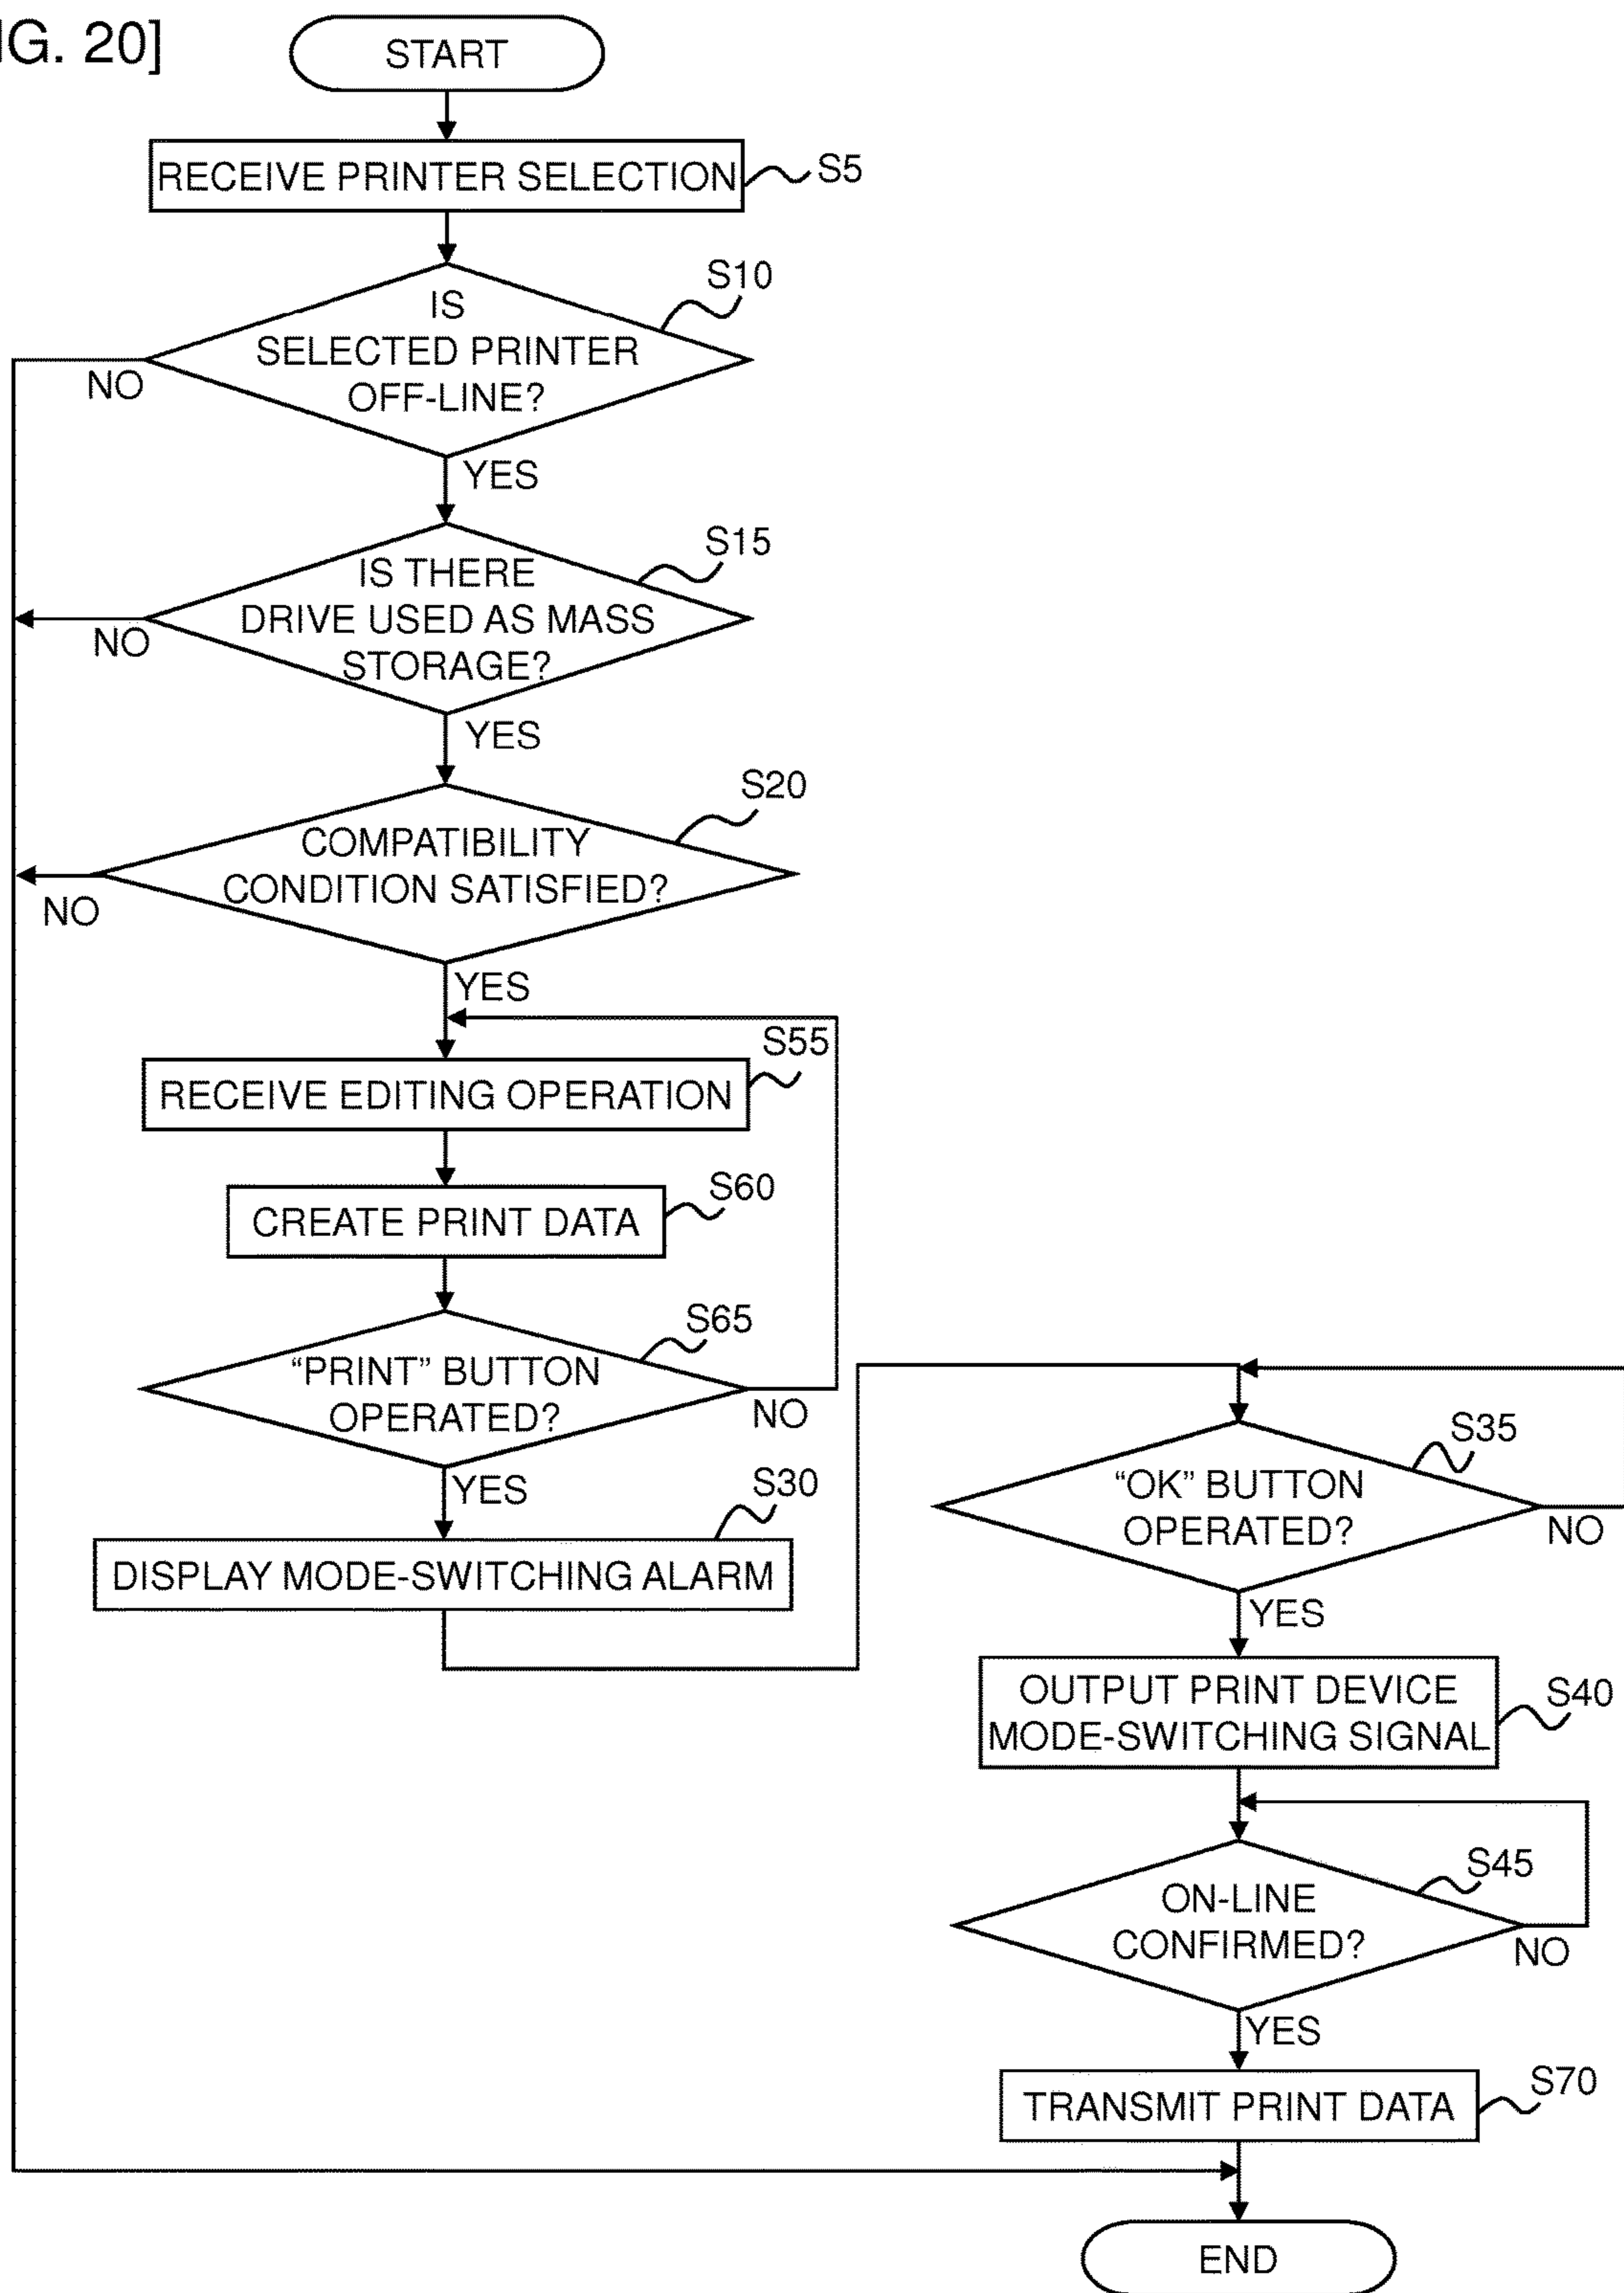 IG. 20]
START
RECEIVE PRINTER SELECTION
S5
S10
IS
SELECTED PRINTER
OFF-LINE?
NO
YES
S15
IS THERE
DRIVE USED AS MASS
STORAGE?
NO
YES
S20
COMPATIBILITY
CONDITION SATISFIED?
NO
YES
S55
RECEIVE EDITING OPERATION
S60
CREATE PRINT DATA
S65
“PRINT” BUTTON
OPERATED?
NO
YES
S30
DISPLAY MODE-SWITCHING ALARM
S35
“OK” BUTTON
OPERATED?
NO
YES
OUTPUT PRINT DEVICE
MODE-SWITCHING SIGNAL
S40
S45
ON-LINE
CONFIRMED?
NO
YES
S70
TRANSMIT PRINT DATA
END